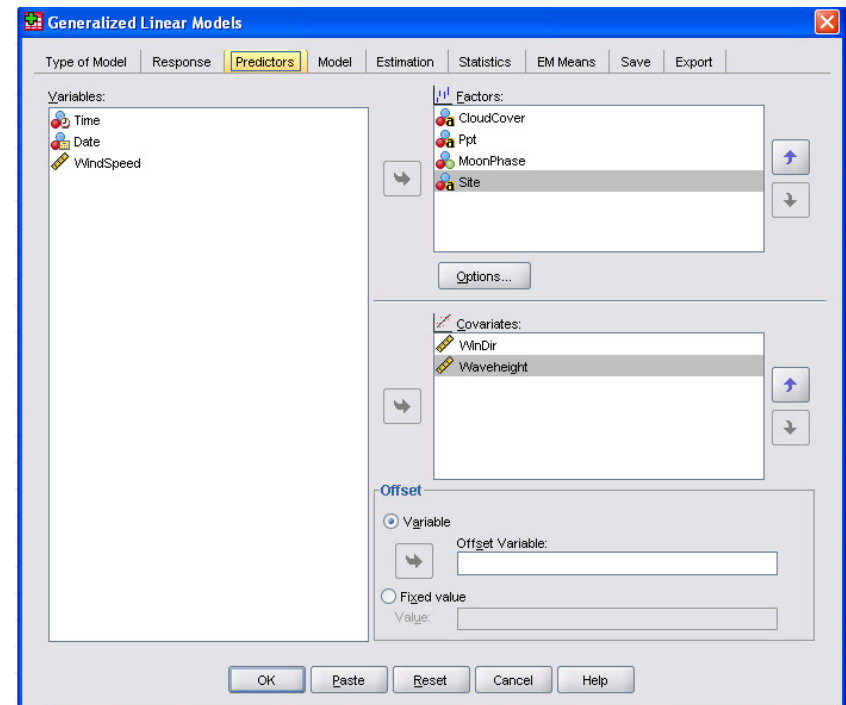 Generalized Linear Models
Type of Model Response Predictors Model Estimation Statistics EM Means Save Export
Variables:
Time
Date
WindSpeed
Factors:
CloudCover
Ppt
MoonPhase
Site
Options...
Covariates:
WinDir
Waveheight
Offset
Variable
Offset Variable:
Fixed value
Value:
OK Paste Reset Cancel Help